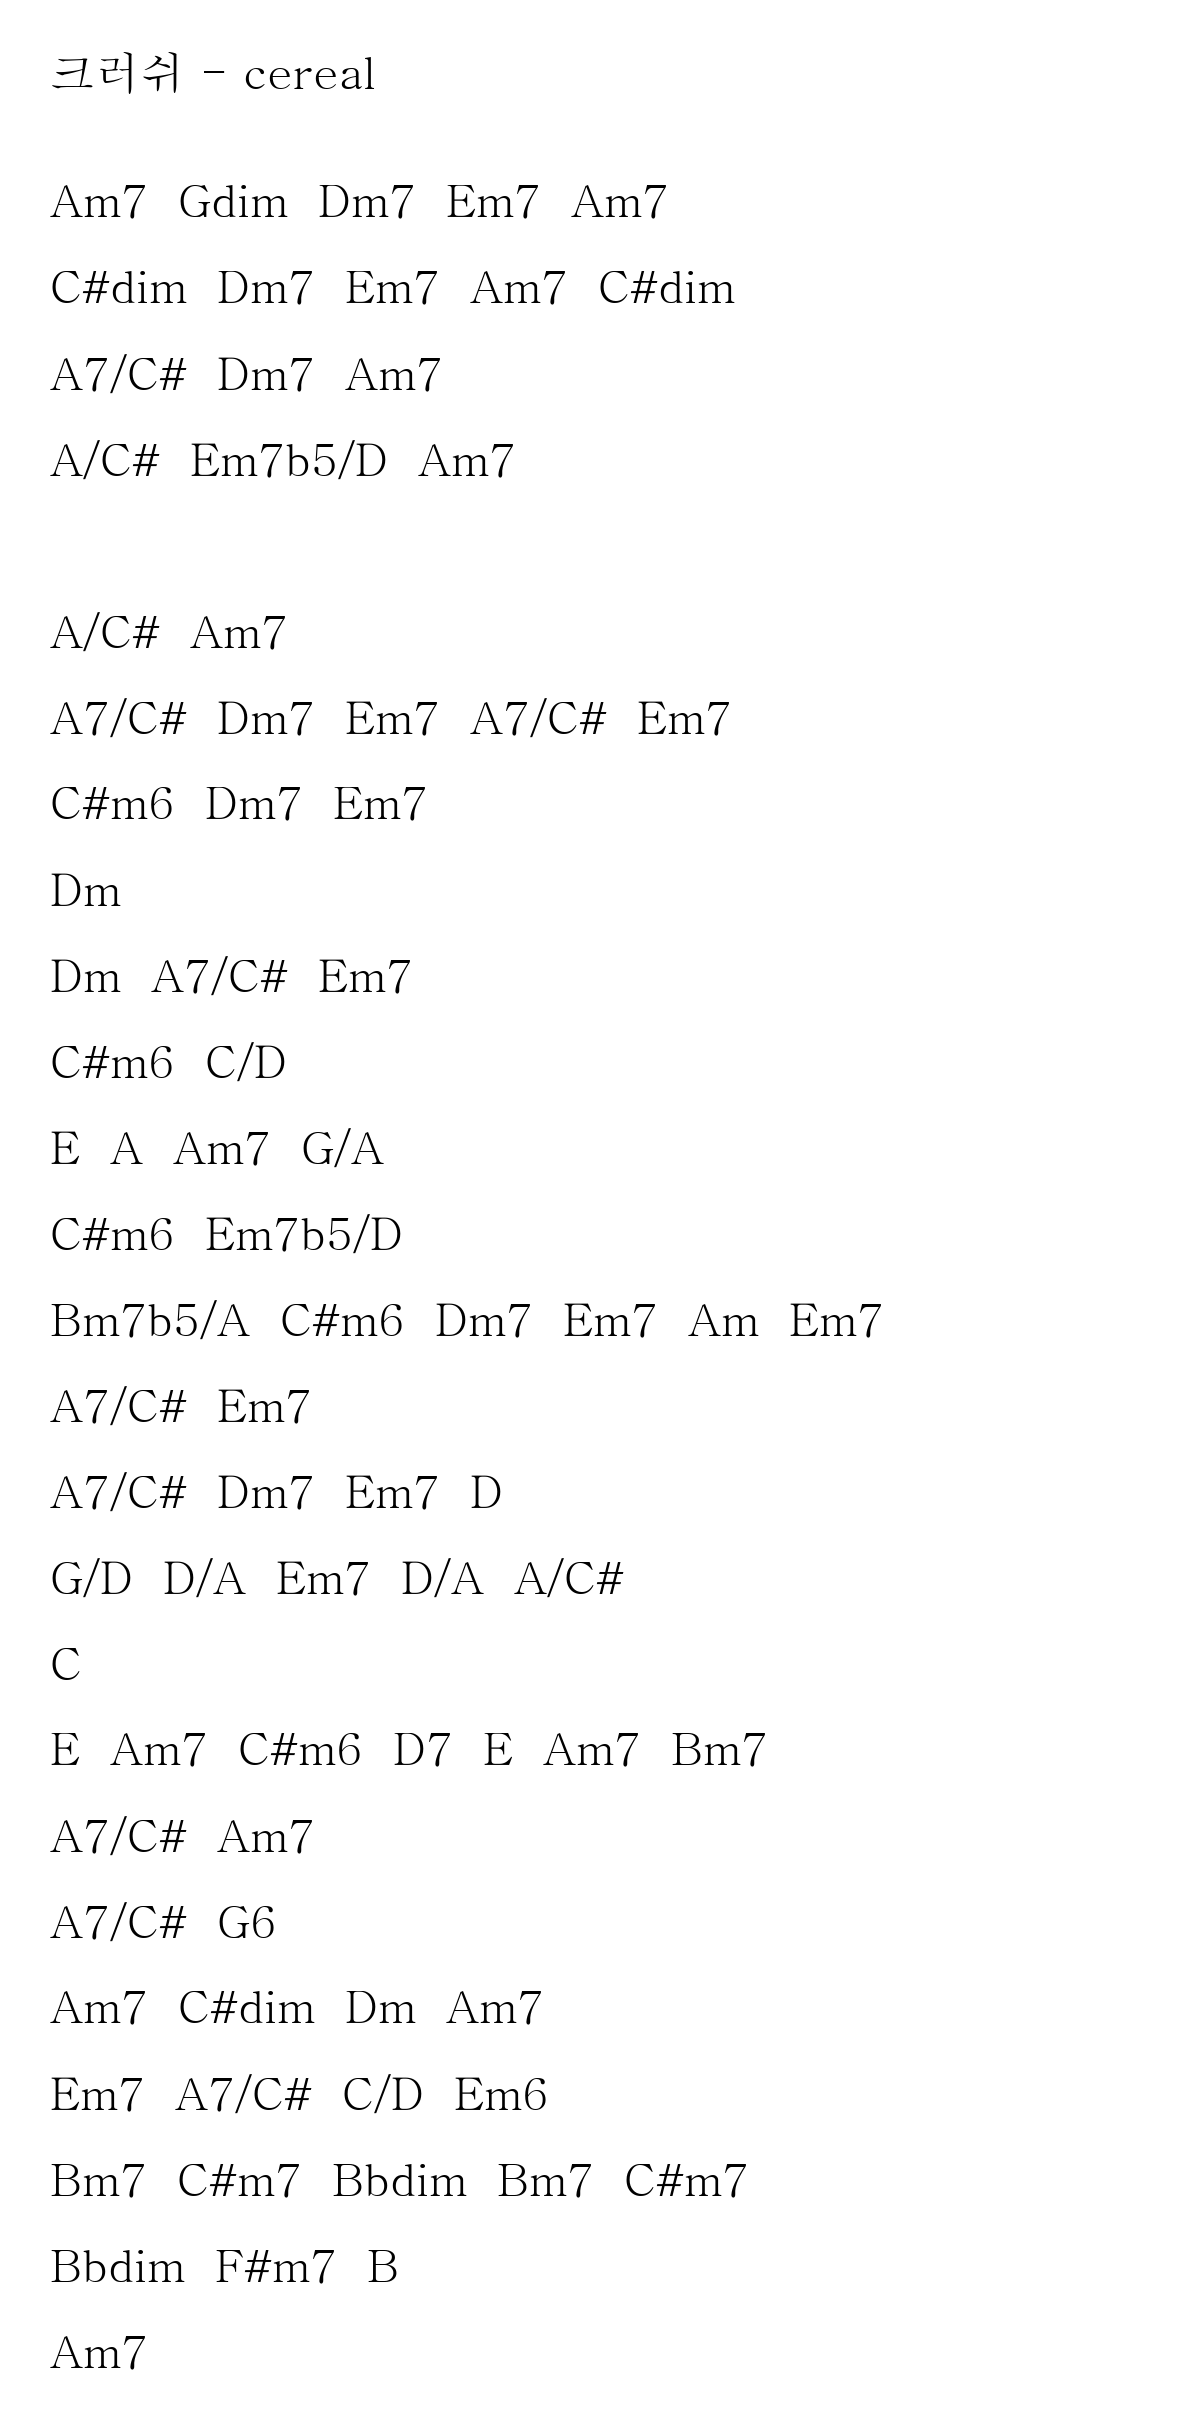 크러쉬 - cereal
Am7 Gdim Dm7 Em7 Am7
C#dim Dm7 Em7 Am7 C#dim
A7/C# Dm7 Am7
A/C# Em7b5/D Am7
A/C# Am7
A7/C# Dm7 Em7 A7/C# Em7
C#m6 Dm7 Em7
Dm
Dm A7/C# Em7
C#m6 C/D
E A Am7 G/A
C#m6 Em7b5/D
Bm7b5/A C#m6 Dm7 Em7 Am Em7
A7/C# Em7
A7/C# Dm7 Em7 D
G/D D/A Em7 D/A A/C#
C
E Am7 C#m6 D7 E Am7 Bm7
A7/C# Am7
A7/C# G6
Am7 C#dim Dm Am7
Em7 A7/C# C/D Em6
Bm7 C#m7 Bbdim Bm7 C#m7
Bbdim F#m7 B
Am7